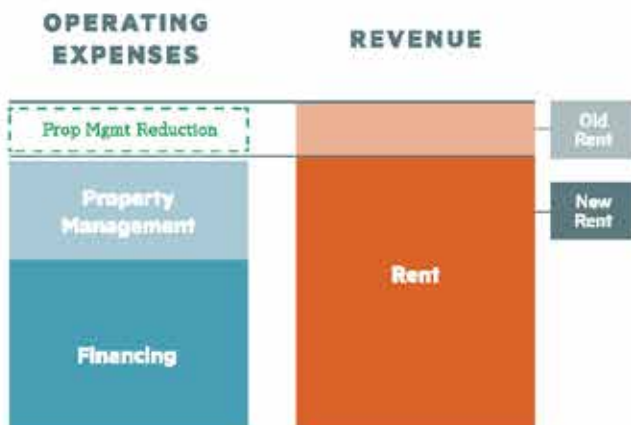 OPERATING
EXPENSES
REVENUE
Prop Mgmt Reduction
Old
Rent
Property
Management
New
Rent
Rent
Financing